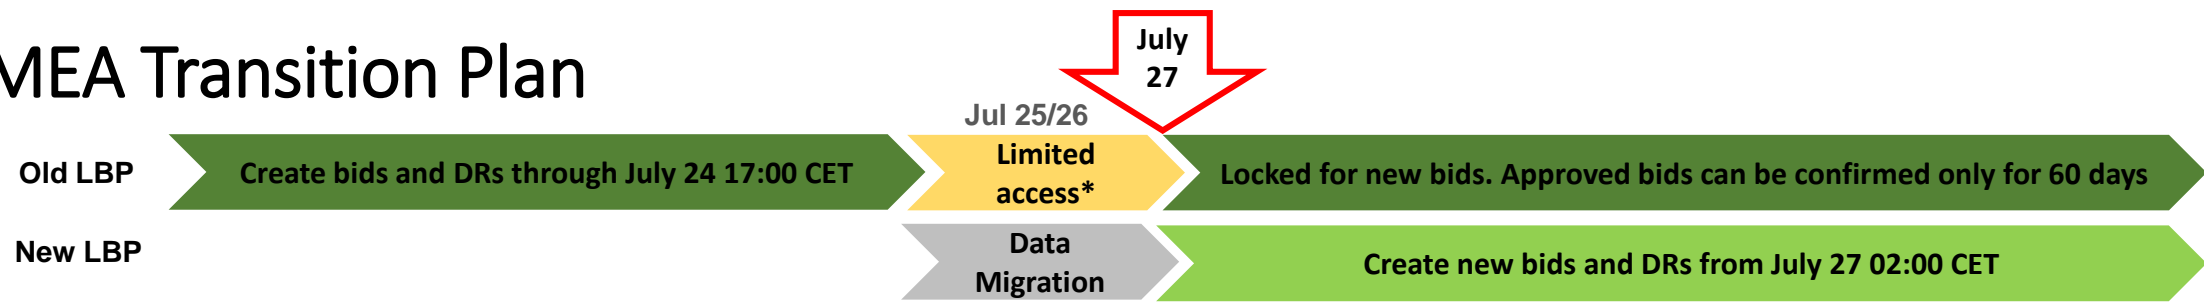 MEA Transition Plan
July
27
Jul 25/26
Old LBP
Create bids and DRs through July 24 17:00 CET
Limited
access*
Locked for new bids. Approved bids can be confirmed only for 60 days
New LBP
Data
Migration
Create new bids and DRs from July 27 02:00 CET